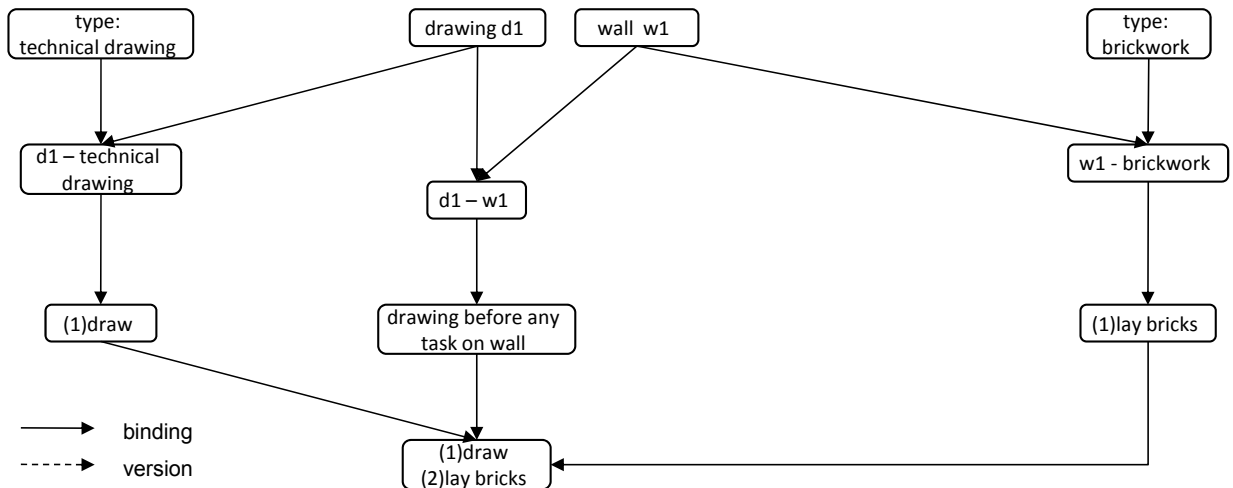 type:
technical drawing
drawing d1
wall w1
type:
brickwork
d1 – technical
drawing
d1 – w1
w1 - brickwork
(1)draw
drawing before any
task on wall
(1)lay bricks
(1)draw
(2)lay bricks
binding
version